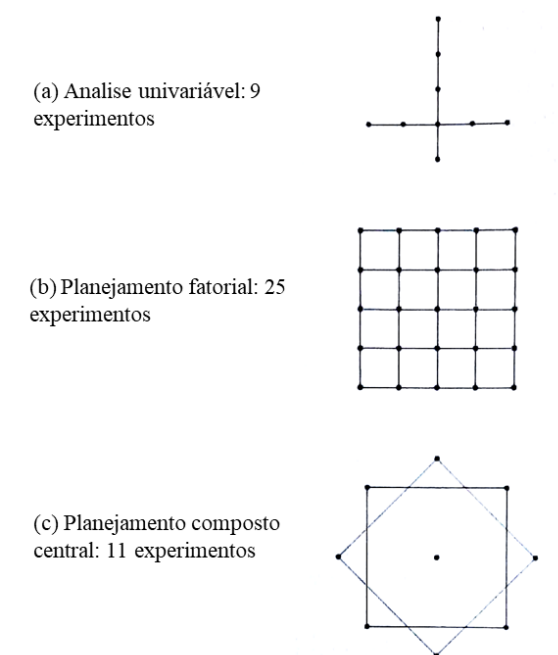 (a) Analise univariável: 9
experimentos
(b) Planejamento fatorial: 25
experimentos
(c) Planejamento composto
central: 11 experimentos